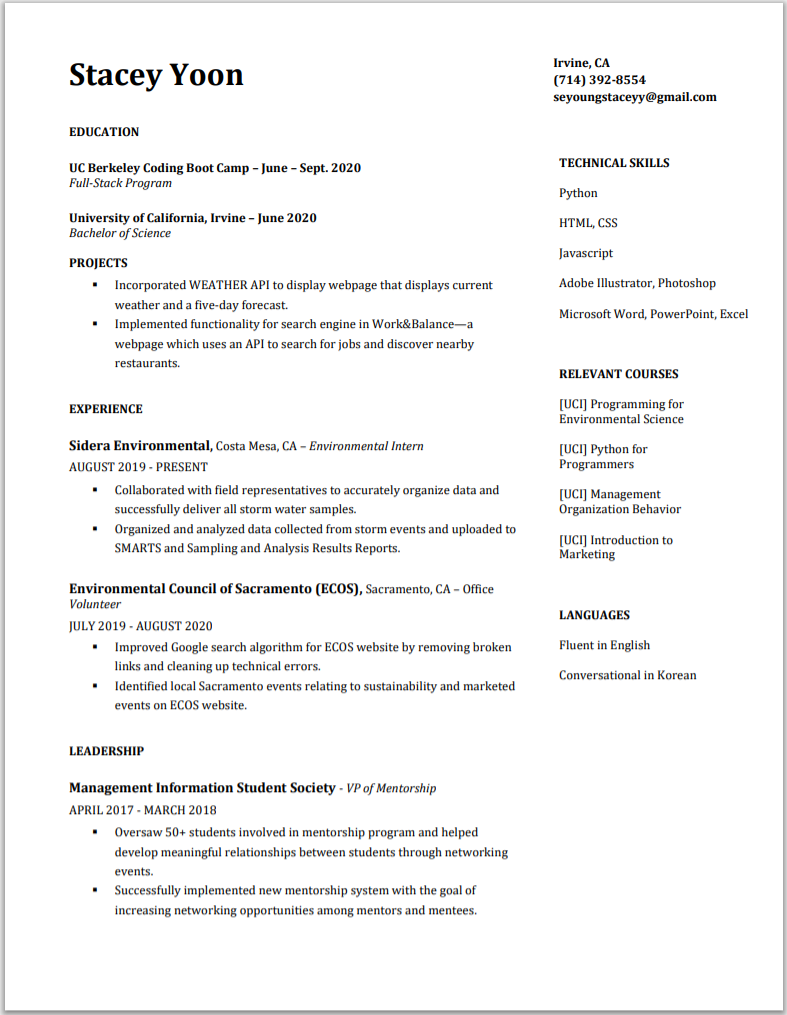 Stacey Yoon
Irvine, CA
(714) 392-8554
seyoungstaceyy@gmail.com
EDUCATION
UC Berkeley Coding Boot Camp – June – Sept. 2020
Full-Stack Program
University of California, Irvine – June 2020
Bachelor of Science
PROJECTS
▪ Incorporated WEATHER API to display webpage that displays current
weather and a five-day forecast.
▪ Implemented functionality for search engine in Work&Balance—a
webpage which uses an API to search for jobs and discover nearby
restaurants.
EXPERIENCE
Sidera Environmental, Costa Mesa, CA – Environmental Intern
AUGUST 2019 - PRESENT
▪ Collaborated with field representatives to accurately organize data and
successfully deliver all storm water samples.
▪ Organized and analyzed data collected from storm events and uploaded to
SMARTS and Sampling and Analysis Results Reports.
Environmental Council of Sacramento (ECOS), Sacramento, CA – Office
Volunteer
JULY 2019 - AUGUST 2020
▪ Improved Google search algorithm for ECOS website by removing broken
links and cleaning up technical errors.
▪ Identified local Sacramento events relating to sustainability and marketed
events on ECOS website.
LEADERSHIP
Management Information Student Society - VP of Mentorship
APRIL 2017 - MARCH 2018
▪ Oversaw 50+ students involved in mentorship program and helped
develop meaningful relationships between students through networking
events.
▪ Successfully implemented new mentorship system with the goal of
increasing networking opportunities among mentors and mentees.
TECHNICAL SKILLS
Python
HTML, CSS
Javascript
Adobe Illustrator, Photoshop
Microsoft Word, PowerPoint, Excel
RELEVANT COURSES
[UCI] Programming for
Environmental Science
[UCI] Python for
Programmers
[UCI] Management
Organization Behavior
[UCI] Introduction to
Marketing
LANGUAGES
Fluent in English
Conversational in Korean